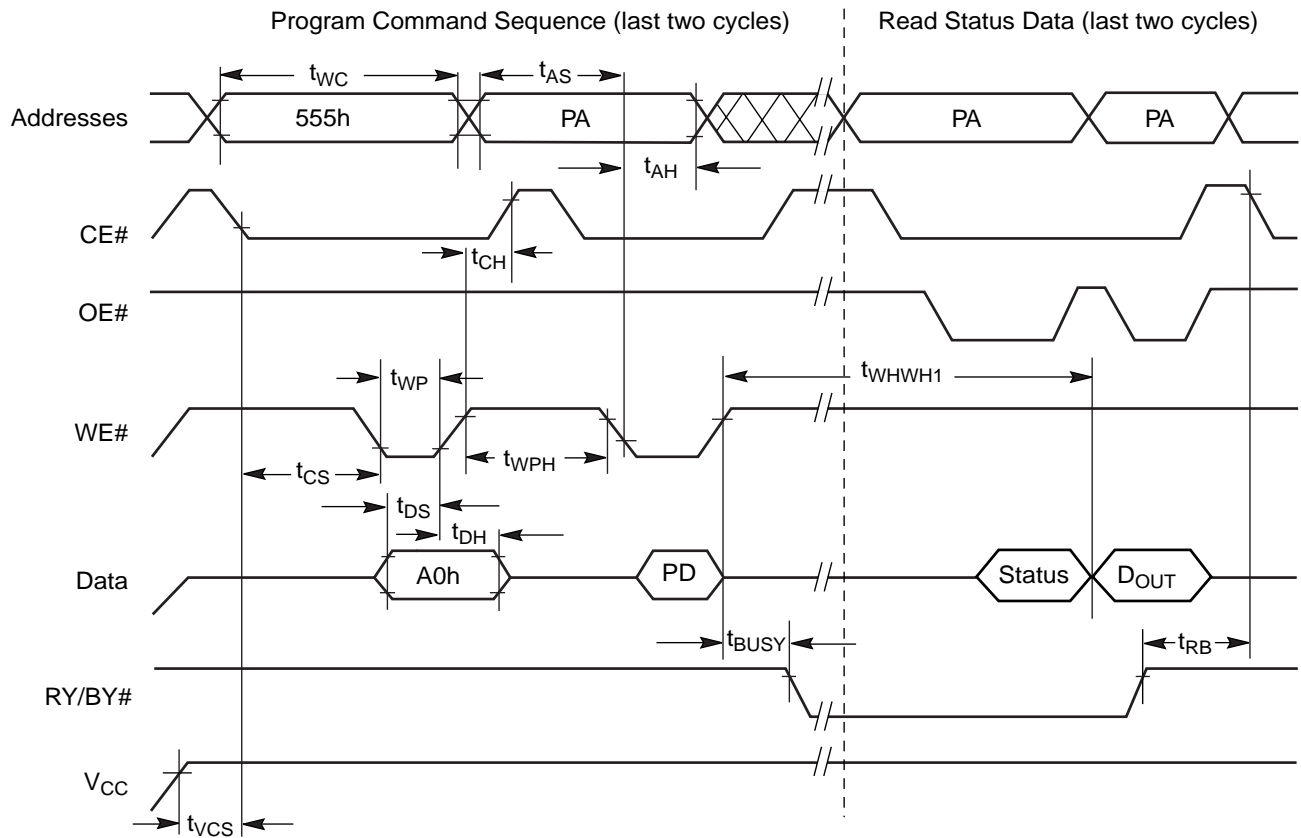 Program Command Sequence (last two cycles)
Read Status Data (last two cycles)
tWC
tAS
Addresses
555h
PA
PA
PA
tAH
CE#
tCH
OE#
tWP
tWHWH1
WE#
tCS
tWPH
tDS
tDH
Data
A0h
PD
Status
DOUT
tBUSY
tRB
RY/BY#
VCC
tVCS